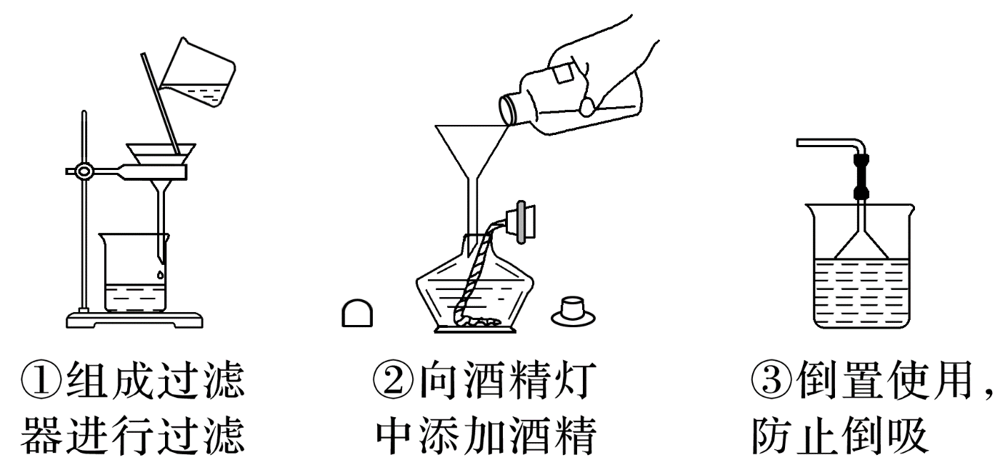 ①组成过滤
器进行过滤
②向酒精灯
中添加酒精
③倒置使用，
防止倒吸